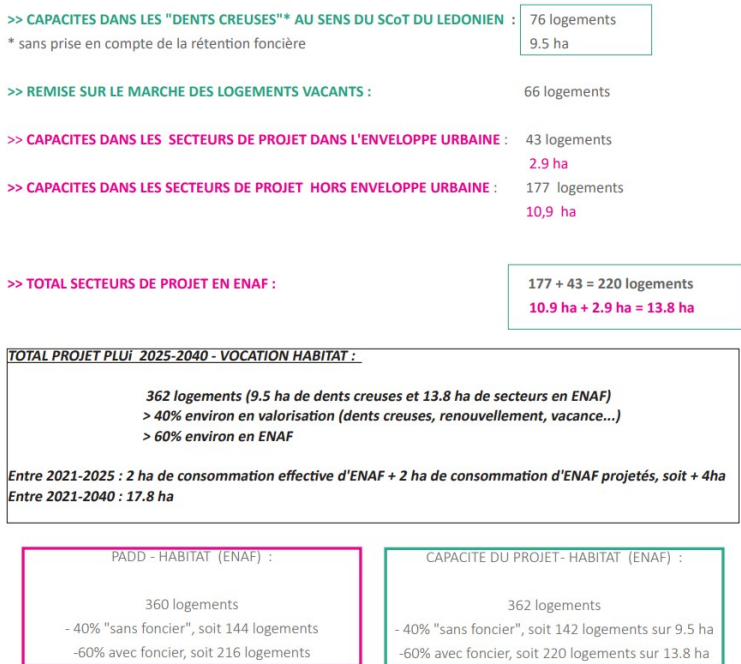 >> CAPACITES DANS LES "DENTS CREUSES"* AU SENS DU SCoT DU LEDONIEN : 76 logements
* sans prise en compte de la rétention foncière 9.5 ha
>> REMISE SUR LE MARCHE DES LOGEMENTS VACANTS : 66 logements
>> CAPACITES DANS LES SECTEURS DE PROJET DANS L'ENVELOPPE URBAINE : 43 logements
2.9 ha
>> CAPACITES DANS LES SECTEURS DE PROJET HORS ENVELOPPE URBAINE : 177 logements
10,9 ha
>> TOTAL SECTEURS DE PROJET EN ENAF : 177 + 43 = 220 logements
10.9 ha + 2.9 ha = 13.8 ha
TOTAL PROJET PLUi 2025-2040 - VOCATION HABITAT :
362 logements (9.5 ha de dents creuses et 13.8 ha de secteurs en ENAF)
> 40% environ en valorisation (dents creuses, renouvellement, vacance...)
> 60% environ en ENAF
Entre 2021-2025 : 2 ha de consommation effective d'ENAF + 2 ha de consommation d'ENAF projetés, soit + 4ha
Entre 2021-2040 : 17.8 ha
PADD - HABITAT (ENAF) :
360 logements
- 40% "sans foncier", soit 144 logements
-60% avec foncier, soit 216 logements
CAPACITE DU PROJET- HABITAT (ENAF) :
362 logements
- 40% "sans foncier", soit 142 logements sur 9.5 ha
-60% avec foncier, soit 220 logements sur 13.8 ha